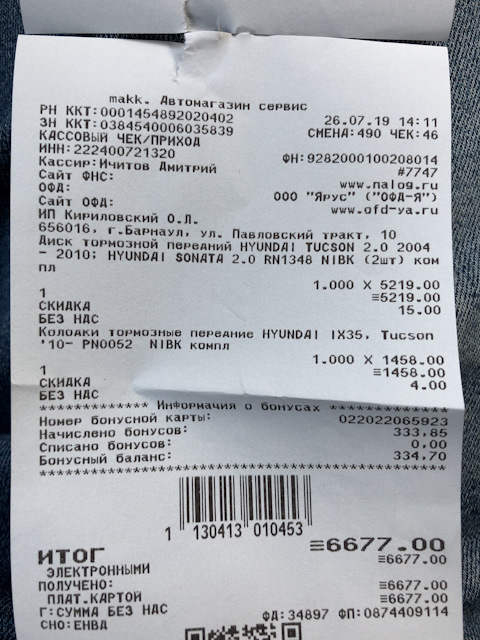 makk. Автомагазин сервис
РН ККТ:0001454892020402 26.07.19 14:11
ЗН ККТ:0384540006035839 СМЕНА:490 ЧЕК:46
КАССОВЫЙ ЧЕК/ПРИХОД
ИНН:222400721320 ФН:9282000100208014
Кассир:Ичитов Дмитрий #7747
Сайт ФНС: www.nalog.ru
ОФД: ООО "Ярус" ("ОФД-Я")
Сайт ОФД: www.ofd-ya.ru
ИП Кириловский О.Л.
656016, г.Барнаул, ул. Павловский тракт, 10
Диск тормозной передний HYUNDAI TUCSON 2.0 2004
- 2010; HYUNDAI SONATA 2.0 RN1348 NIBK (2шт) ком
пл
1.000 X 5219.00
1 ≡5219.00
СКИДКА 15.00
БЕЗ НДС
Колодки тормозные передние HYUNDAI IX35, Tucson
'10- PN0052 NIBK компл
1.000 X 1458.00
1 ≡1458.00
СКИДКА 4.00
БЕЗ НДС
************ Информация о бонусах ************
Номер бонусной карты: 022022065923
Начислено бонусов: 333,85
Списано бонусов: 0,00
Бонусный баланс: 334,70
************************************************
1 130413 010453
ИТОГ ≡6677.00
ЭЛЕКТРОННЫМИ ≡6677.00
ПОЛУЧЕНО:
ПЛАТ.КАРТОЙ ≡6677.00
Г:СУММА БЕЗ НДС ≡6677.00
СНО:ЕНВД ФД:34897 ФП:0874409114